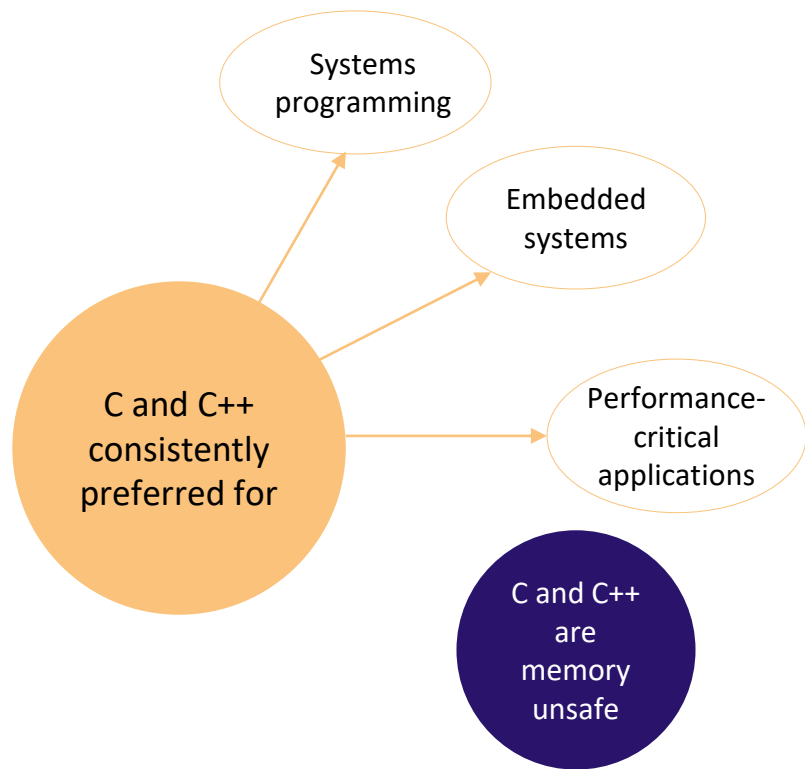 Systems
programming
Embedded
systems
C and C++
consistently
preferred for
Performance-
critical
applications
C and C++
are
memory
unsafe